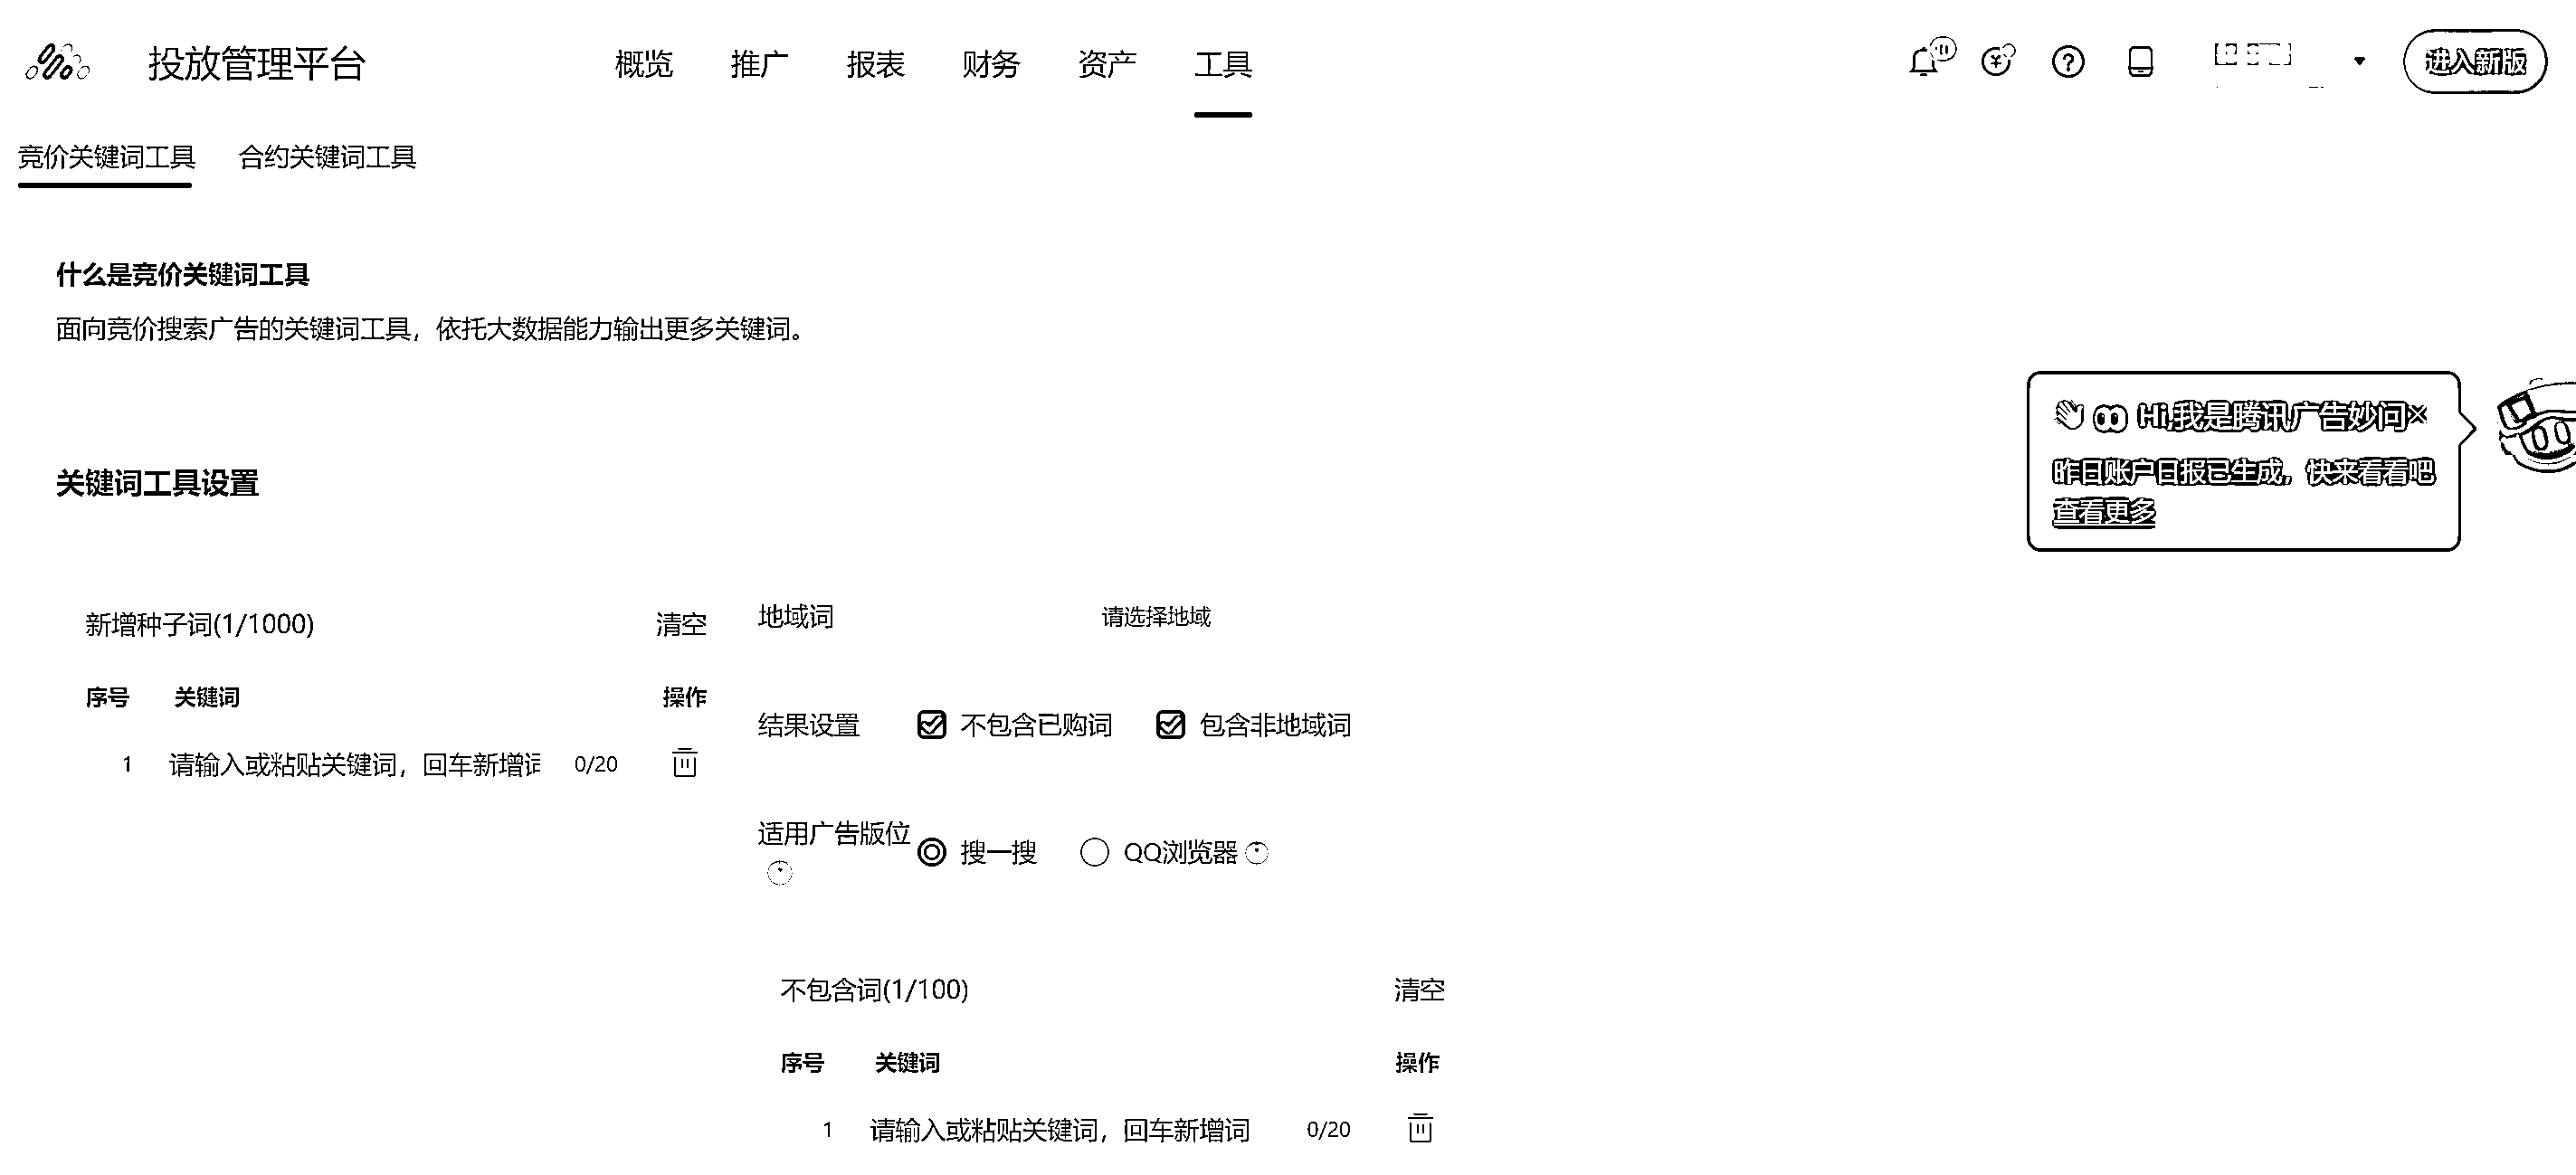 投放管理平台 概览 推广 报表 财务 资产 工具 进入新版
竞价关键词工具 合约关键词工具
什么是竞价关键词工具
面向竞价搜索广告的关键词工具，依托大数据能力输出更多关键词。
Hi,我是腾讯广告妙问
昨日账户日报已生成，快来看看吧
查看更多
关键词工具设置
新增种子词(1/1000) 清空
序号 关键词 操作
1 请输入或粘贴关键词，回车新增词 0/20
地域词 请选择地域
结果设置 不包含已购词 包含非地域词
适用广告版位 搜一搜 QQ浏览器
不包含词(1/100) 清空
序号 关键词 操作
1 请输入或粘贴关键词，回车新增词 0/20